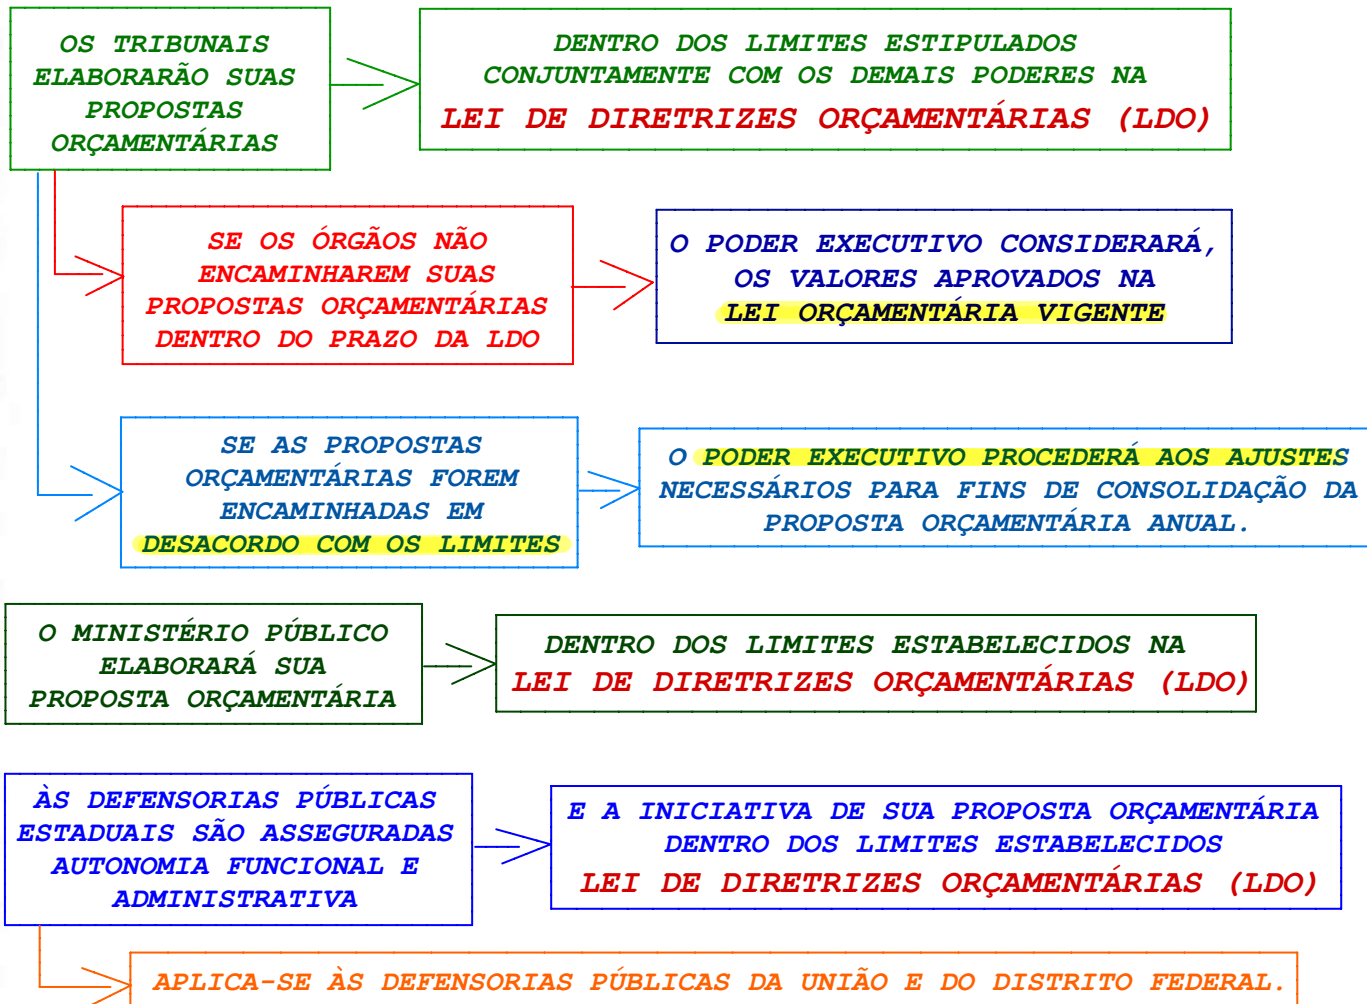 OS TRIBUNAIS
ELABORARÃO SUAS
PROPOSTAS
ORÇAMENTÁRIAS
DENTRO DOS LIMITES ESTIPULADOS
CONJUNTAMENTE COM OS DEMAIS PODERES NA
LEI DE DIRETRIZES ORÇAMENTÁRIAS (LDO)
SE OS ÓRGÃOS NÃO
ENCAMINHAREM SUAS
PROPOSTAS ORÇAMENTÁRIAS
DENTRO DO PRAZO DA LDO
O PODER EXECUTIVO CONSIDERARÁ,
OS VALORES APROVADOS NA
LEI ORÇAMENTÁRIA VIGENTE
SE AS PROPOSTAS
ORÇAMENTÁRIAS FOREM
ENCAMINHADAS EM
DESACORDO COM OS LIMITES
O PODER EXECUTIVO PROCEDERÁ AOS AJUSTES
NECESSÁRIOS PARA FINS DE CONSOLIDAÇÃO DA
PROPOSTA ORÇAMENTÁRIA ANUAL.
O MINISTÉRIO PÚBLICO
ELABORARÁ SUA
PROPOSTA ORÇAMENTÁRIA
DENTRO DOS LIMITES ESTABELECIDOS NA
LEI DE DIRETRIZES ORÇAMENTÁRIAS (LDO)
ÀS DEFENSORIAS PÚBLICAS
ESTADUAIS SÃO ASSEGURADAS
AUTONOMIA FUNCIONAL E
ADMINISTRATIVA
E A INICIATIVA DE SUA PROPOSTA ORÇAMENTÁRIA
DENTRO DOS LIMITES ESTABELECIDOS
LEI DE DIRETRIZES ORÇAMENTÁRIAS (LDO)
APLICA-SE ÀS DEFENSORIAS PÚBLICAS DA UNIÃO E DO DISTRITO FEDERAL.